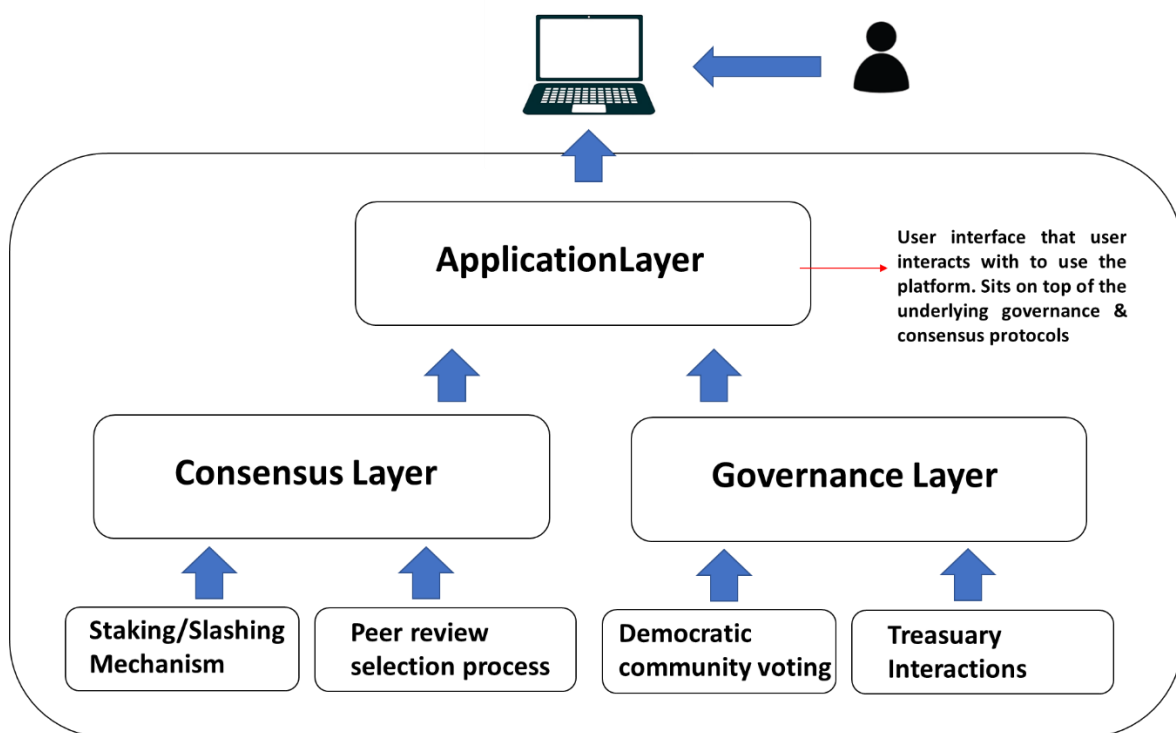 ApplicationLayer
User interface that user
interacts with to use the
platform. Sits on top of the
underlying governance &
consensus protocols
Consensus Layer
Governance Layer
Staking/Slashing
Mechanism
Peer review
selection process
Democratic
community voting
Treasuary
Interactions